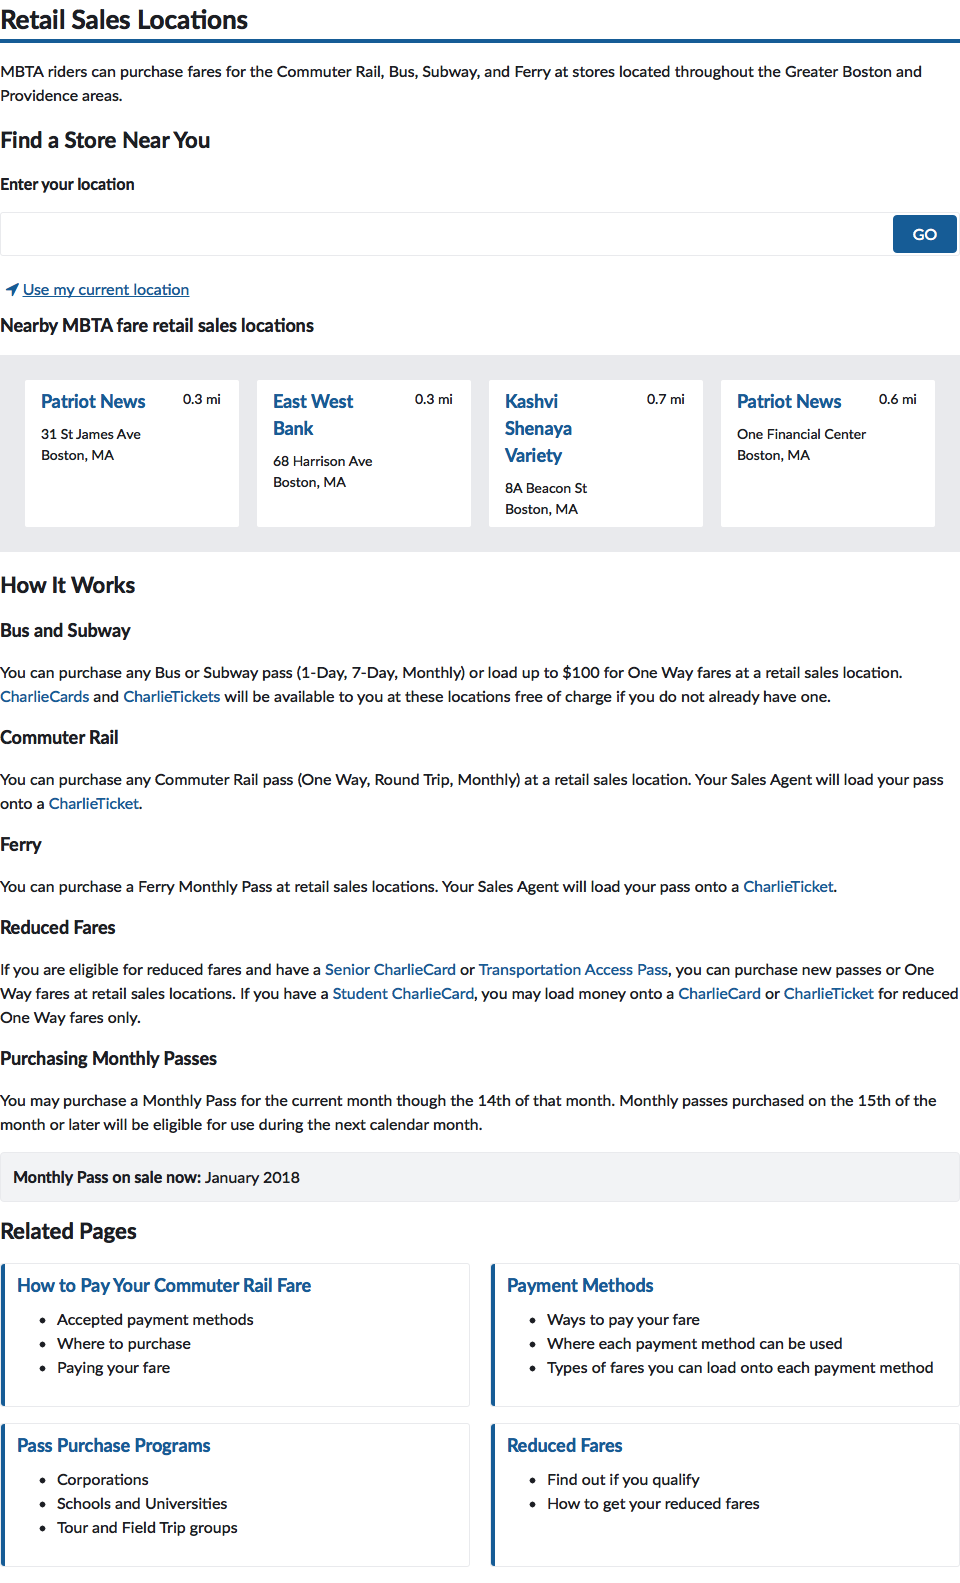 Retail Sales Locations
MBTA riders can purchase fares for the Commuter Rail, Bus, Subway, and Ferry at stores located throughout the Greater Boston and
Providence areas.
Find a Store Near You
Enter your location
GO
Use my current location
Nearby MBTA fare retail sales locations
Patriot News 0.3 mi
31 St James Ave
Boston, MA
East West 0.3 mi
Bank
68 Harrison Ave
Boston, MA
Kashvi 0.7 mi
Shenaya
Variety
8A Beacon St
Boston, MA
Patriot News 0.6 mi
One Financial Center
Boston, MA
How It Works
Bus and Subway
You can purchase any Bus or Subway pass (1-Day, 7-Day, Monthly) or load up to $100 for One Way fares at a retail sales location.
CharlieCards and CharlieTickets will be available to you at these locations free of charge if you do not already have one.
Commuter Rail
You can purchase any Commuter Rail pass (One Way, Round Trip, Monthly) at a retail sales location. Your Sales Agent will load your pass
onto a CharlieTicket.
Ferry
You can purchase a Ferry Monthly Pass at retail sales locations. Your Sales Agent will load your pass onto a CharlieTicket.
Reduced Fares
If you are eligible for reduced fares and have a Senior CharlieCard or Transportation Access Pass, you can purchase new passes or One
Way fares at retail sales locations. If you have a Student CharlieCard, you may load money onto a CharlieCard or CharlieTicket for reduced
One Way fares only.
Purchasing Monthly Passes
You may purchase a Monthly Pass for the current month though the 14th of that month. Monthly passes purchased on the 15th of the
month or later will be eligible for use during the next calendar month.
Monthly Pass on sale now: January 2018
Related Pages
How to Pay Your Commuter Rail Fare
• Accepted payment methods
• Where to purchase
• Paying your fare
Payment Methods
• Ways to pay your fare
• Where each payment method can be used
• Types of fares you can load onto each payment method
Pass Purchase Programs
• Corporations
• Schools and Universities
• Tour and Field Trip groups
Reduced Fares
• Find out if you qualify
• How to get your reduced fares